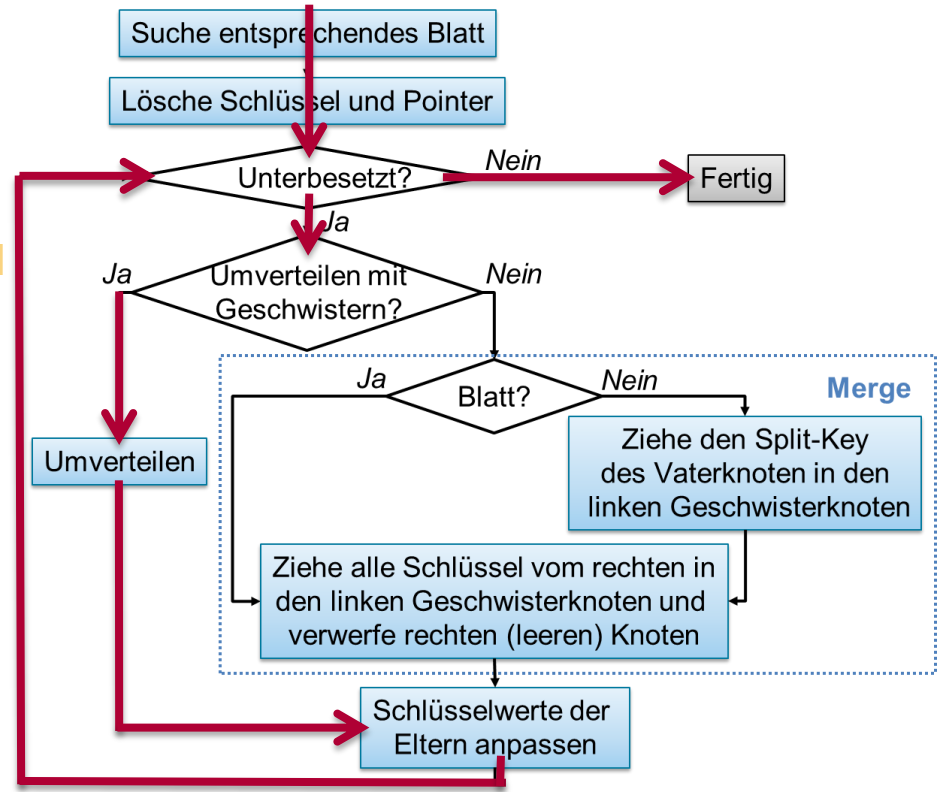 Suche entsprechendes Blatt
Lösche Schlüssel und Pointer
Unterbesetzt?
Nein
Fertig
Ja
Ja
Umverteilen mit
Geschwistern?
Nein
Ja
Blatt?
Nein
Merge
Umverteilen
Ziehe den Split-Key
des Vaterknoten in den
linken Geschwisterknoten
Ziehe alle Schlüssel vom rechten in
den linken Geschwisterknoten und
verwerfe rechten (leeren) Knoten
Schlüsselwerte der
Eltern anpassen